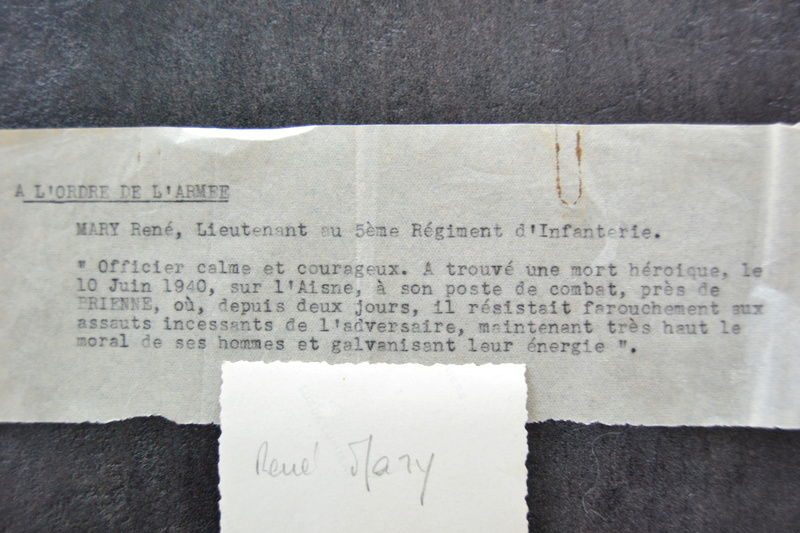 A L'ORDRE DE L'ARMEE
MARY René, Lieutenant au 5ème Régiment d'Infanterie.
" Officier calme et courageux. A trouvé une mort héroique, le
10 Juin 1940, sur l'Aisne, à son poste de combat, près de
BRIENNE, où, depuis deux jours, il résistait farouchement aux
assauts incessants de l'adversaire, maintenant très haut le
moral de ses hommes et galvanisant leur énergie ".
René Mary